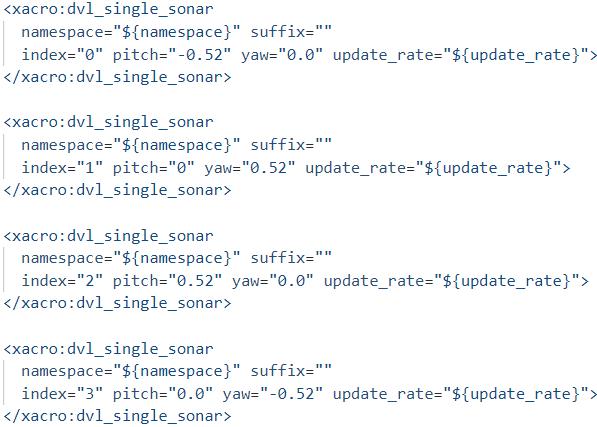 <xacro:dvl_single_sonar
namespace="${namespace}" suffix=""
index="0" pitch="-0.52" yaw="0.0" update_rate="${update_rate}">
</xacro:dvl_single_sonar>
<xacro:dvl_single_sonar
namespace="${namespace}" suffix=""
index="1" pitch="0" yaw="0.52" update_rate="${update_rate}">
</xacro:dvl_single_sonar>
<xacro:dvl_single_sonar
namespace="${namespace}" suffix=""
index="2" pitch="0.52" yaw="0.0" update_rate="${update_rate}">
</xacro:dvl_single_sonar>
<xacro:dvl_single_sonar
namespace="${namespace}" suffix=""
index="3" pitch="0.0" yaw="-0.52" update_rate="${update_rate}">
</xacro:dvl_single_sonar>